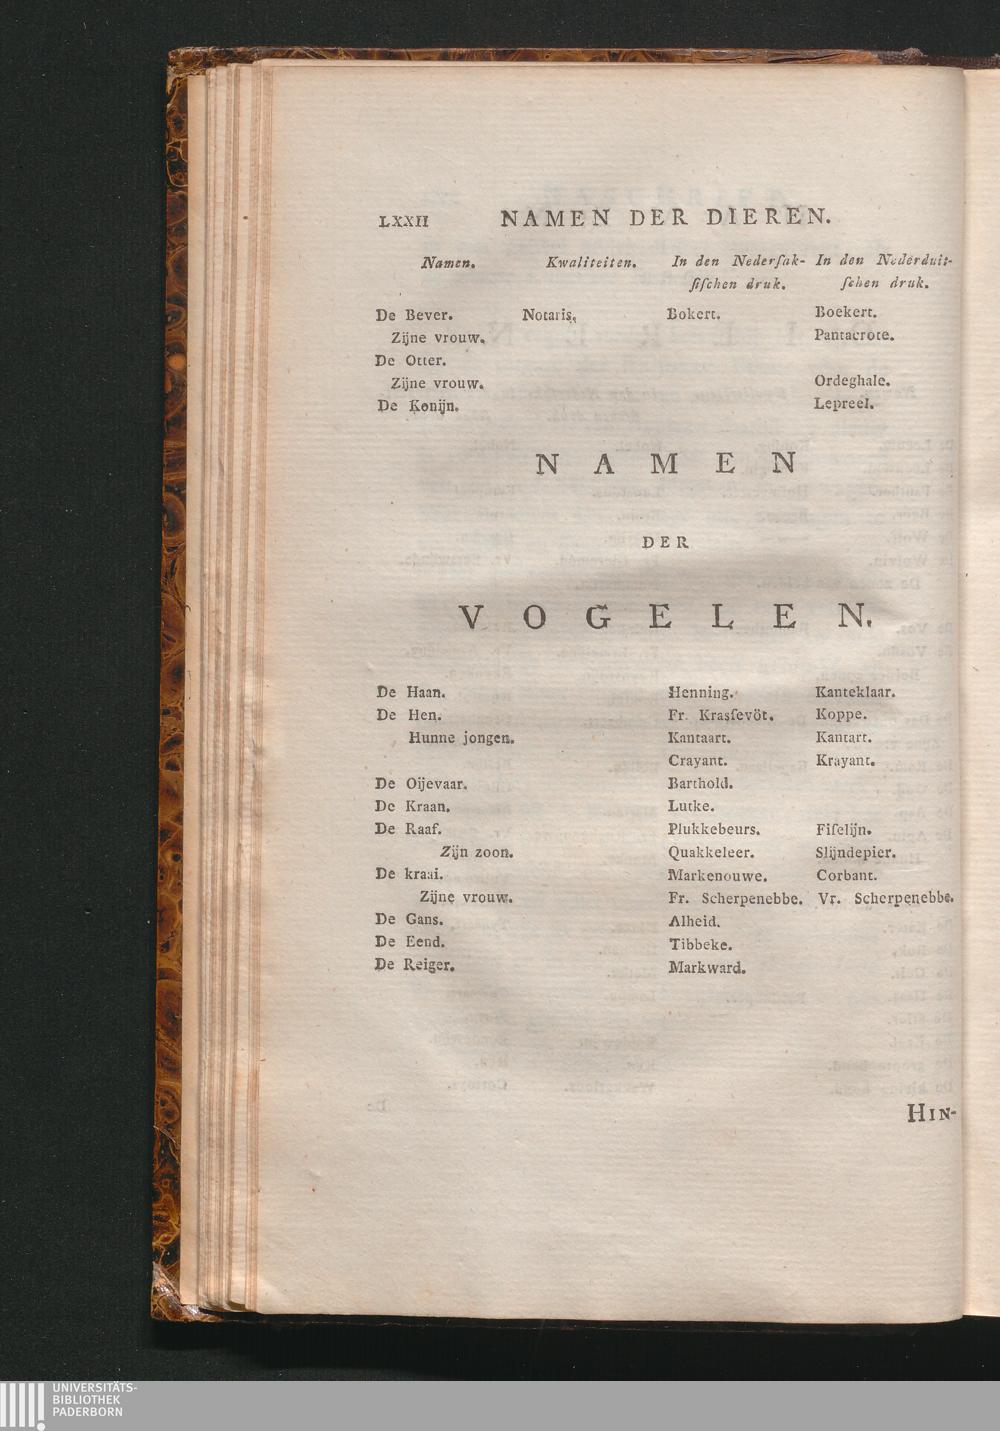 LXXII NAMEN DER DIEREN.
Namen. Kwaliteiten. In den Nederſak- In den Nederduit-
ſiſchen druk. ſchen druk.
De Bever. Notaris, Bokert. Boekert.
Zijne vrouw. Pantacrote.
De Otter.
Zijne vrouw. Ordeghale.
De Konijn. Lepreel.
NAMEN
DER
VOGELEN.
De Haan. Henning. Kanteklaar.
De Hen. Fr. Krasſevöt. Koppe.
Hunne jongen. Kantaart. Kantart.
Crayant. Krayant.
De Oijevaar. Barthold.
De Kraan. Lutke.
De Raaf. Plukkebeurs. Fiſelijn.
Zijn zoon. Quakkeleer. Slijndepier.
De kraai. Markenouwe. Corbant.
Zijne vrouw. Fr. Scherpenebbe. Vr. Scherpenebbe.
De Gans. Alheid.
De Eend. Tibbeke.
De Reiger. Markward.
HIN-
UNIVERSITÄTS-
BIBLIOTHEK
PADERBORN